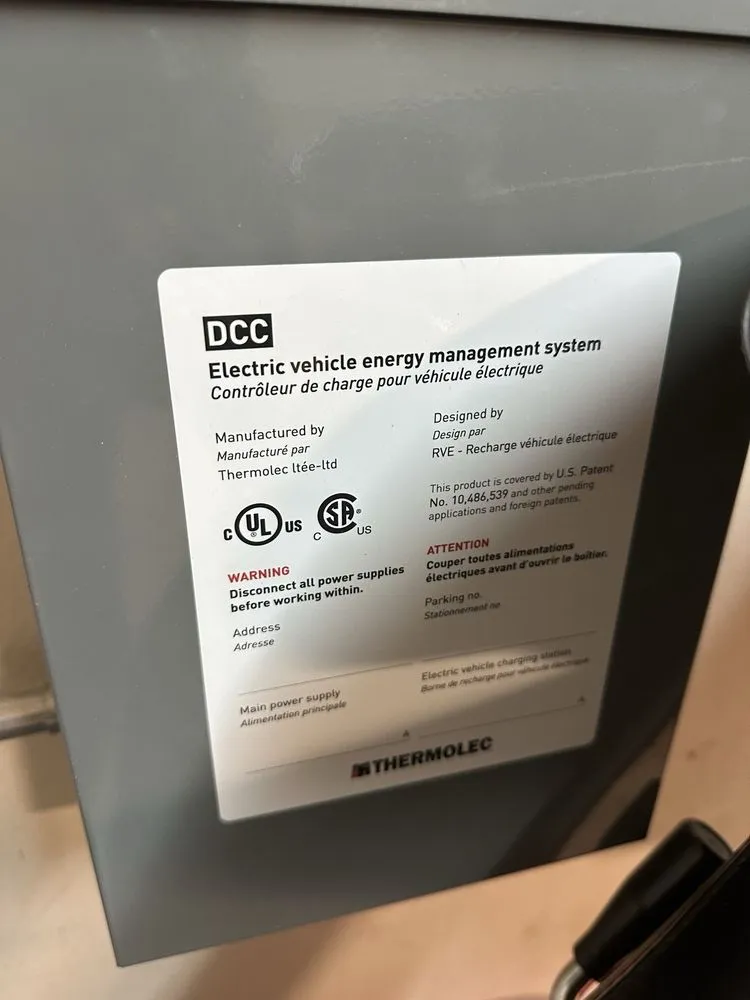 DCC
Electric vehicle energy management system
Contrôleur de charge pour véhicule électrique
Manufactured by
Manufacturé par
Thermolec ltée-ltd
Designed by
Design par
RVE - Recharge véhicule électrique
This product is covered by U.S. Patent
No. 10,486,539 and other pending
applications and foreign patents.
C UL® US
C SA® US
WARNING
Disconnect all power supplies
before working within.
ATTENTION
Couper toutes alimentations
électriques avant d'ouvrir le boîtier.
Address
Adresse
Parking no.
Stationnement no
Main power supply
Alimentation principale
A
Electric vehicle charging station
Borne de recharge pour véhicule électrique
A
THERMOLEC